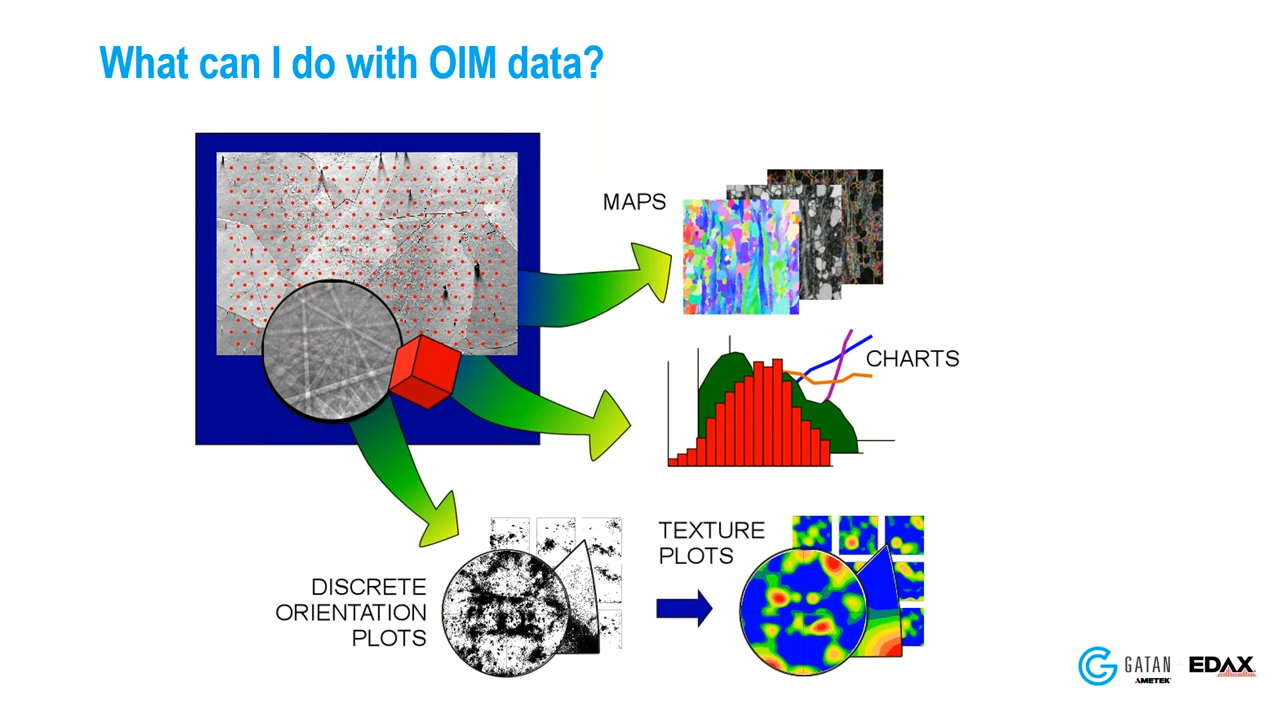 What can I do with OIM data?
MAPS
CHARTS
DISCRETE
ORIENTATION
PLOTS
TEXTURE
PLOTS
GATAN
AMETEK
EDAX